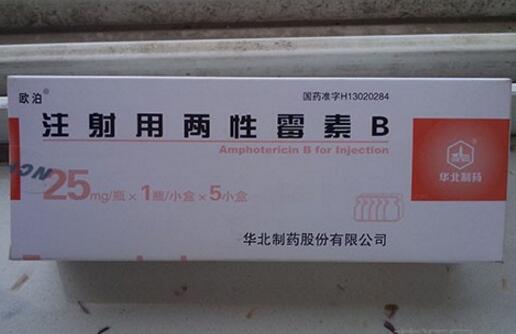 欧泊®
国药准字H13020284
注射用两性霉素B
Amphotericin B for Injection
25mg/瓶×1瓶/小盒×5小盒
华北制药
华北制药股份有限公司
NCPC